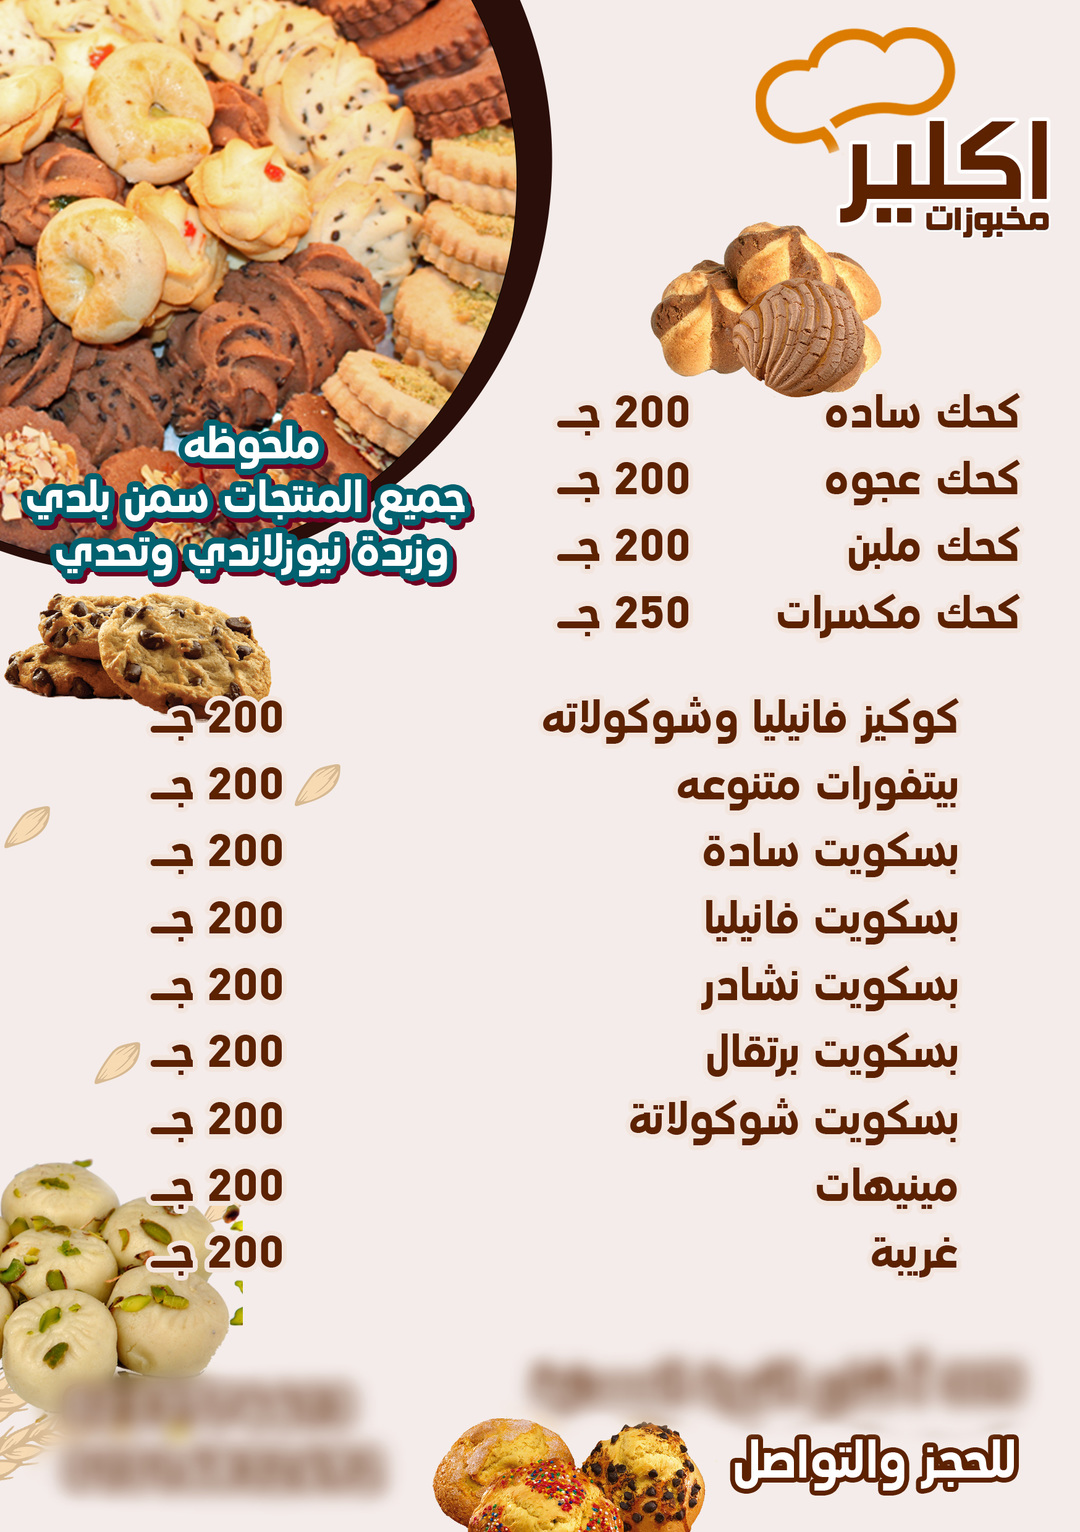 اكلير
مخبوزات
كحك ساده 200 جـ
كحك عجوه 200 جـ
كحك ملبن 200 جـ
كحك مكسرات 250 جـ
ملحوظه
جميع المنتجات سمن بلدي
وزبدة نيوزلاندي وتحدي
كوكيز فانيليا وشوكولاته 200 جـ
بيتفورات متنوعه 200 جـ
بسكويت سادة 200 جـ
بسكويت فانيليا 200 جـ
بسكويت نشادر 200 جـ
بسكويت برتقال 200 جـ
بسكويت شوكولاتة 200 جـ
مينيهات 200 جـ
غريبة 200 جـ
للحجز والتواصل